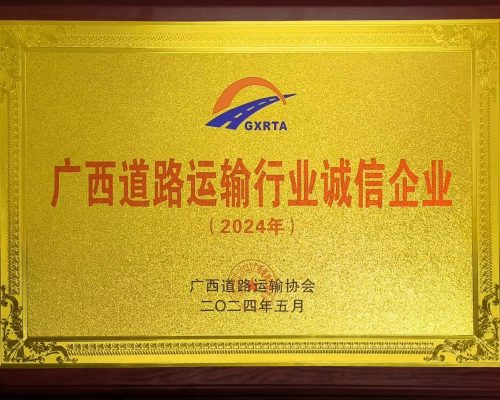 GXRTA
广西道路运输行业诚信企业
（2024年）
广西道路运输协会
二〇二四年五月